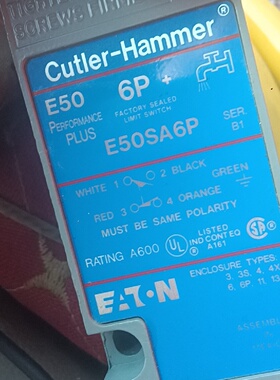 Cutler-Hammer®
E50 6P +
PERFORMANCE PLUS
FACTORY SEALED
LIMIT SWITCH
E50SA6P
SER. B1
WHITE 1 2 BLACK GREEN
RED 3 4 ORANGE
MUST BE SAME POLARITY
RATING A600 UL LISTED
IND CONT EQ
A161
ENCLOSURE TYPES
3, 3S, 4, 4X
6, 6P, 11, 13
EATON